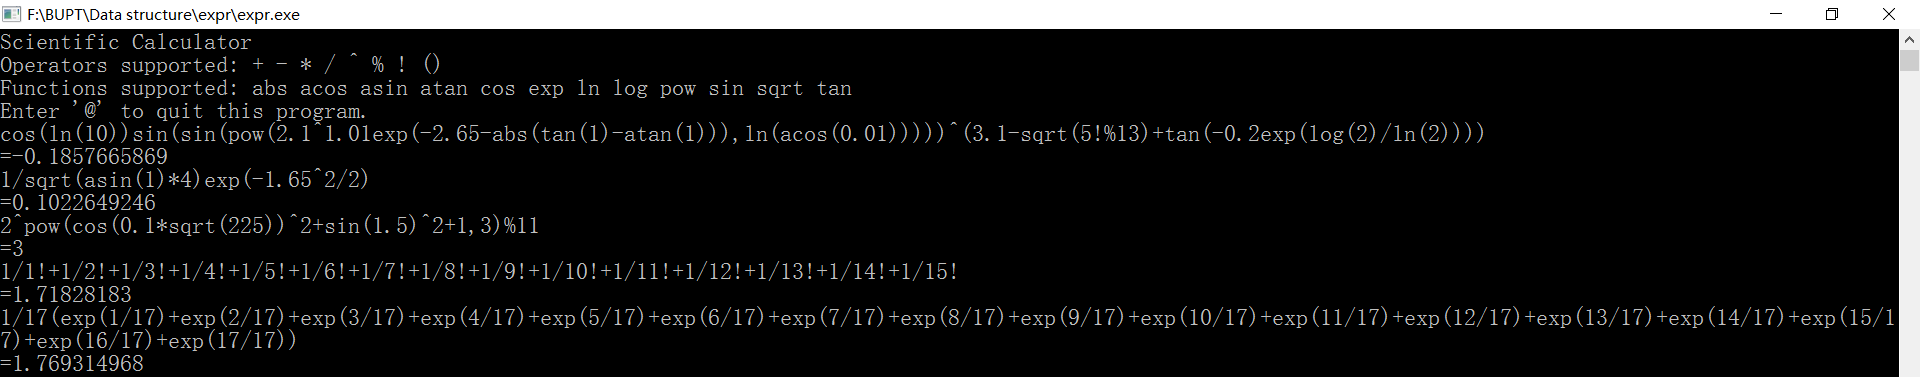 F:\BUPT\Data structure\expr\expr.exe
Scientific Calculator
Operators supported: + - * / ^ % ! ()
Functions supported: abs acos asin atan cos exp ln log pow sin sqrt tan
Enter '@' to quit this program.
cos(ln(10))sin(sin(pow(2.1^1.01exp(-2.65-abs(tan(1)-atan(1))),ln(acos(0.01)))))^(3.1-sqrt(5!%13)+tan(-0.2exp(log(2)/ln(2))))
=-0.1857665869
1/sqrt(asin(1)*4)exp(-1.65^2/2)
=0.1022649246
2^pow(cos(0.1*sqrt(225))^2+sin(1.5)^2+1,3)%11
=3
1/1!+1/2!+1/3!+1/4!+1/5!+1/6!+1/7!+1/8!+1/9!+1/10!+1/11!+1/12!+1/13!+1/14!+1/15!
=1.71828183
1/17(exp(1/17)+exp(2/17)+exp(3/17)+exp(4/17)+exp(5/17)+exp(6/17)+exp(7/17)+exp(8/17)+exp(9/17)+exp(10/17)+exp(11/17)+exp(12/17)+exp(13/17)+exp(14/17)+exp(15/1
7)+exp(16/17)+exp(17/17))
=1.769314968